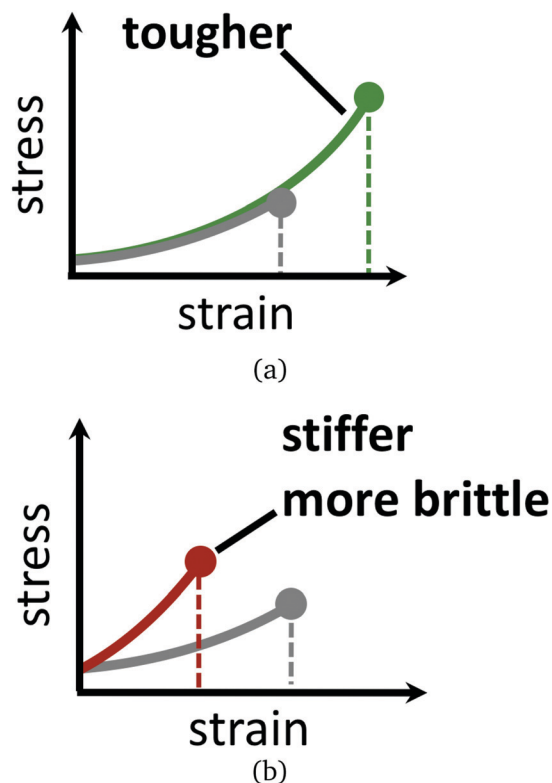 tougher
stress
strain
(a)
stiffer
more brittle
stress
strain
(b)